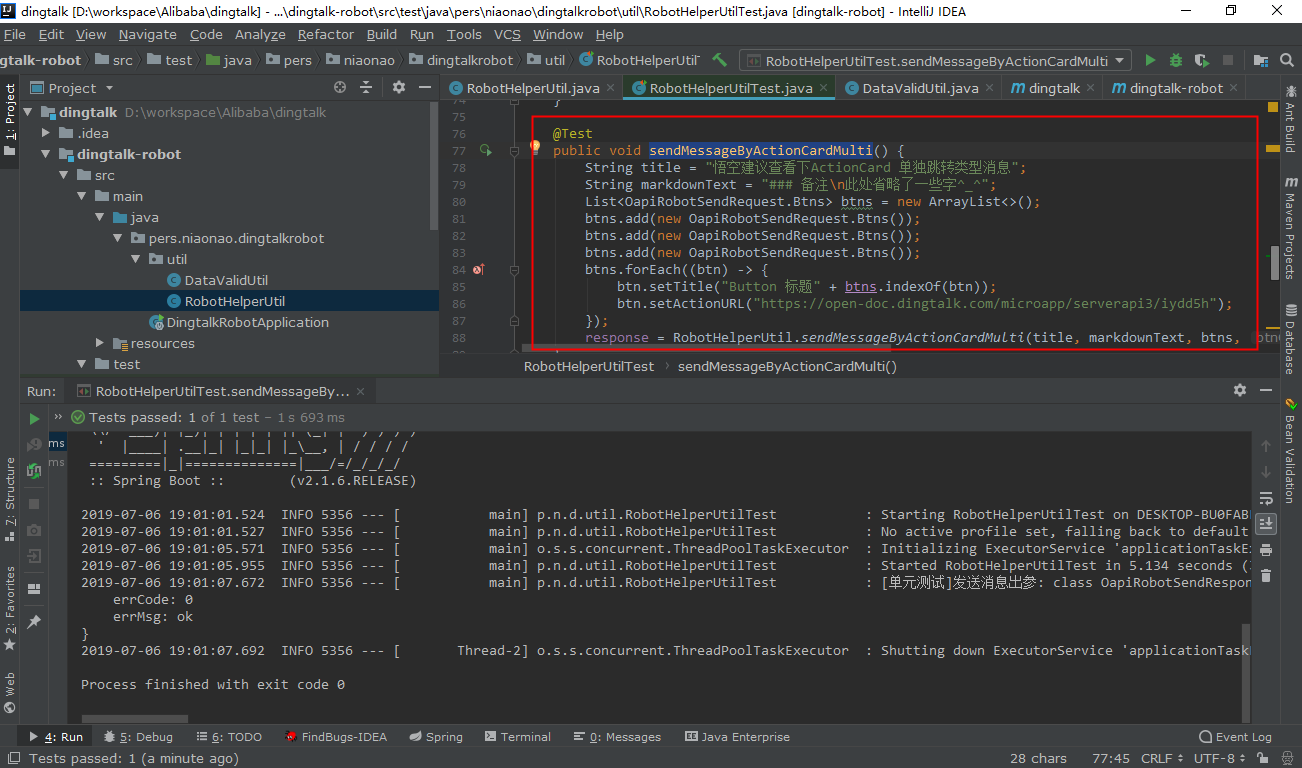 dingtalk [D:\workspace\Alibaba\dingtalk] - ...\dingtalk-robot\src\test\java\pers\niaonao\dingtalkrobot\util\RobotHelperUtilTest.java [dingtalk-robot] - IntelliJ IDEA
File Edit View Navigate Code Analyze Refactor Build Run Tools VCS Window Help
gtalk-robot src test java pers niaonao dingtalkrobot util RobotHelperUtil RobotHelperUtilTest.sendMessageByActionCardMulti
1: Project
Project
RobotHelperUtil.java RobotHelperUtilTest.java DataValidUtil.java dingtalk dingtalk-robot
dingtalk D:\workspace\Alibaba\dingtalk
.idea
dingtalk-robot
src
main
java
pers.niaonao.dingtalkrobot
util
DataValidUtil
RobotHelperUtil
DingtalkRobotApplication
resources
test
74 }
75
76 @Test
77 public void sendMessageByActionCardMulti() {
78 String title = "悟空建议查看下ActionCard 单独跳转类型消息";
79 String markdownText = "### 备注\n此处省略了一些字^_^";
80 List<OapiRobotSendRequest.Btns> btns = new ArrayList<>();
81 btns.add(new OapiRobotSendRequest.Btns());
82 btns.add(new OapiRobotSendRequest.Btns());
83 btns.add(new OapiRobotSendRequest.Btns());
84 btns.forEach((btn) -> {
85 btn.setTitle("Button 标题" + btns.indexOf(btn));
86 btn.setActionURL("https://open-doc.dingtalk.com/microapp/serverapi3/iydd5h");
87 });
88 response = RobotHelperUtil.sendMessageByActionCardMulti(title, markdownText, btns,
RobotHelperUtilTest › sendMessageByActionCardMulti()
Ant Build
Maven Projects
Database
Bean Validation
Run: RobotHelperUtilTest.sendMessageBy...
Tests passed: 1 of 1 test – 1 s 693 ms
ms
ms
' |____| .__|_| |_|_| |_\__, | / / / /
=========|_|==============|___/=/_/_/_/
:: Spring Boot :: (v2.1.6.RELEASE)
2019-07-06 19:01:01.524 INFO 5356 --- [ main] p.n.d.util.RobotHelperUtilTest : Starting RobotHelperUtilTest on
2019-07-06 19:01:01.527 INFO 5356 --- [ main] p.n.d.util.RobotHelperUtilTest : No active profile set, falling back to default
2019-07-06 19:01:05.571 INFO 5356 --- [ main] o.s.s.concurrent.ThreadPoolTaskExecutor : Initializing ExecutorService 'applicationTaskEx
2019-07-06 19:01:05.955 INFO 5356 --- [ main] p.n.d.util.RobotHelperUtilTest : Started RobotHelperUtilTest in 5.134 seconds (
2019-07-06 19:01:07.672 INFO 5356 --- [ main] p.n.d.util.RobotHelperUtilTest : [单元测试]发送消息出参: class OapiRobotSendRespon
errCode: 0
errMsg: ok
}
2019-07-06 19:01:07.692 INFO 5356 --- [ Thread-2] o.s.s.concurrent.ThreadPoolTaskExecutor : Shutting down ExecutorService 'applicationTask
Process finished with exit code 0
7: Structure
2: Favorites
Web
4: Run 5: Debug 6: TODO FindBugs-IDEA Spring Terminal 0: Messages Java Enterprise Event Log
Tests passed: 1 (a minute ago) 28 chars 77:45 CRLF UTF-8